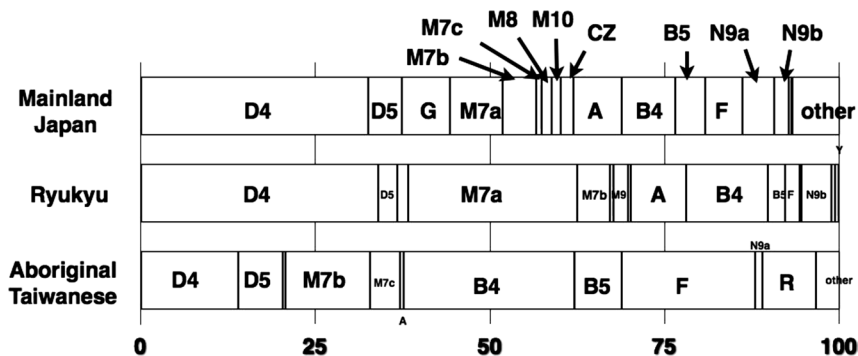 M8 M10 CZ B5 N9a N9b
M7c
M7b
Mainland
Japan
D4 D5 G M7a A B4 F other
Y
Ryukyu
D4 D5 M7a M7b M9 A B4 B5 F N9b
N9a
Aboriginal
Taiwanese
D4 D5 M7b M7c B4 B5 F R other
A
0 25 50 75 100